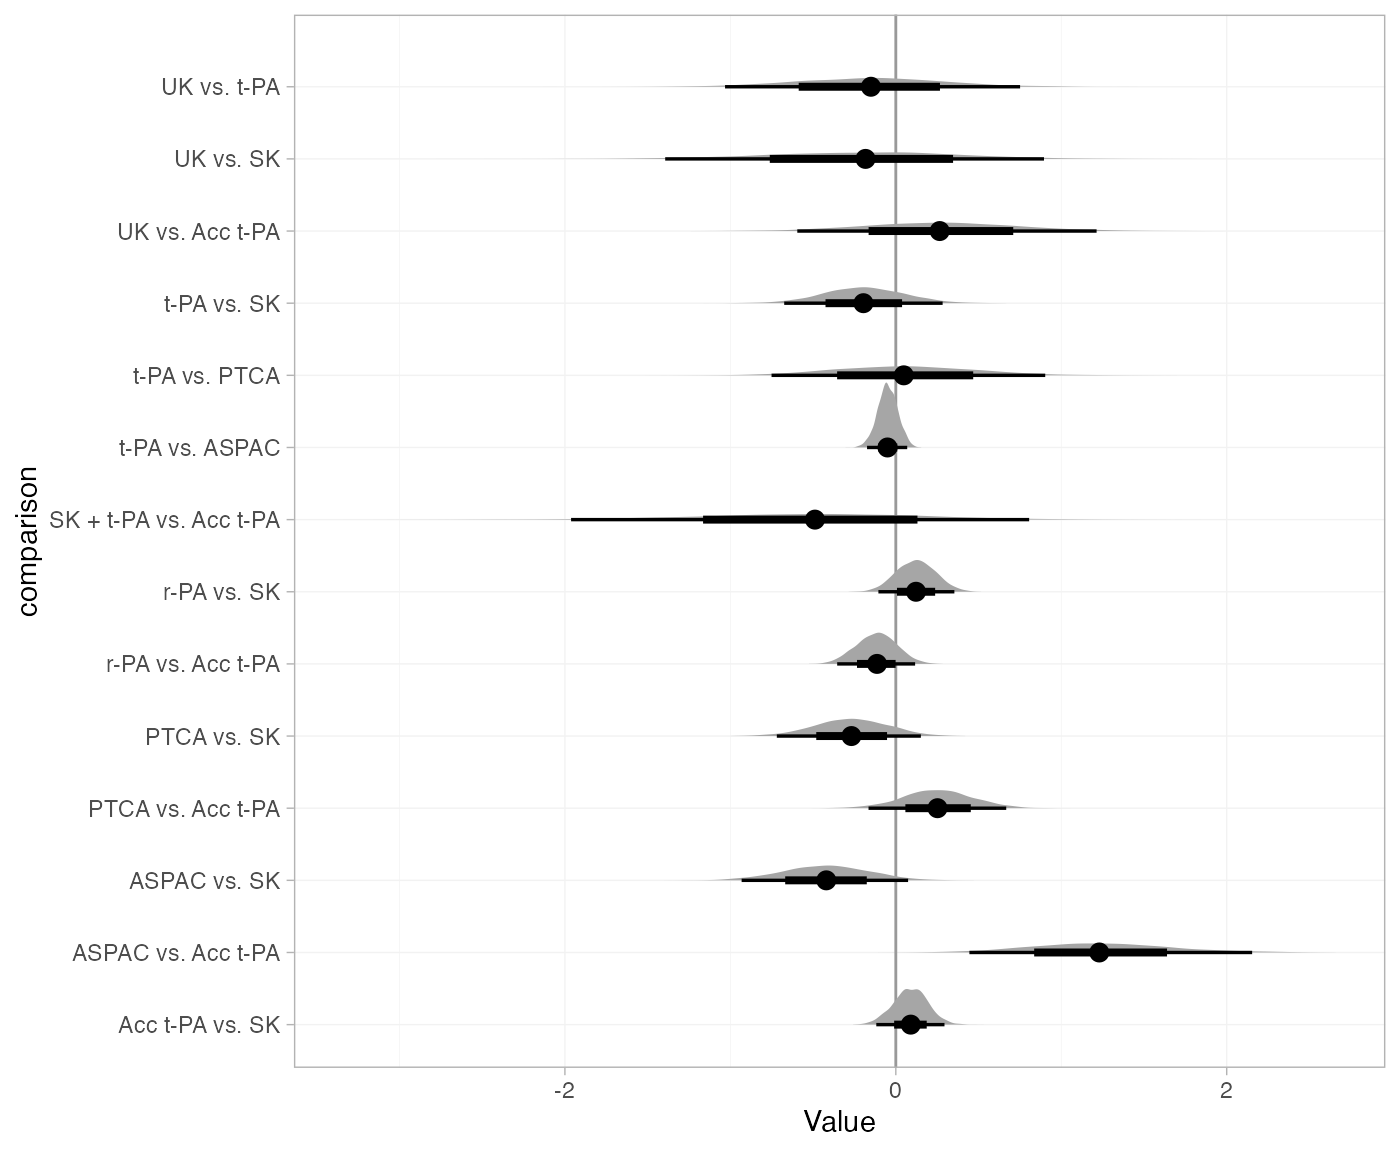 UK vs. t-PA
UK vs. SK
UK vs. Acc t-PA
t-PA vs. SK
t-PA vs. PTCA
t-PA vs. ASPAC
SK + t-PA vs. Acc t-PA
r-PA vs. SK
r-PA vs. Acc t-PA
PTCA vs. SK
PTCA vs. Acc t-PA
ASPAC vs. SK
ASPAC vs. Acc t-PA
Acc t-PA vs. SK
comparison
-2 0 2
Value